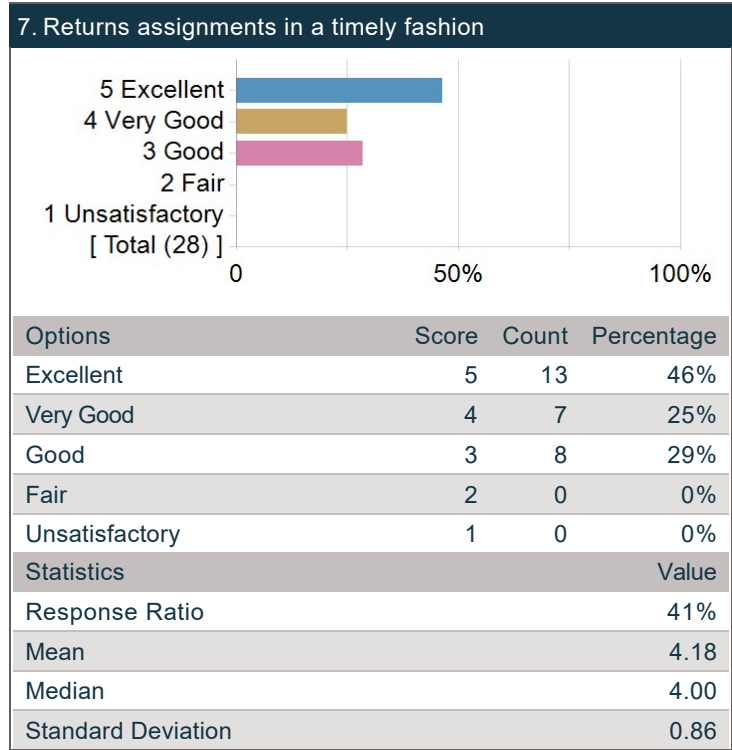 7. Returns assignments in a timely fashion
5 Excellent
4 Very Good
3 Good
2 Fair
1 Unsatisfactory
[ Total (28) ]
0 50% 100%
Options Score Count Percentage
Excellent 5 13 46%
Very Good 4 7 25%
Good 3 8 29%
Fair 2 0 0%
Unsatisfactory 1 0 0%
Statistics Value
Response Ratio 41%
Mean 4.18
Median 4.00
Standard Deviation 0.86